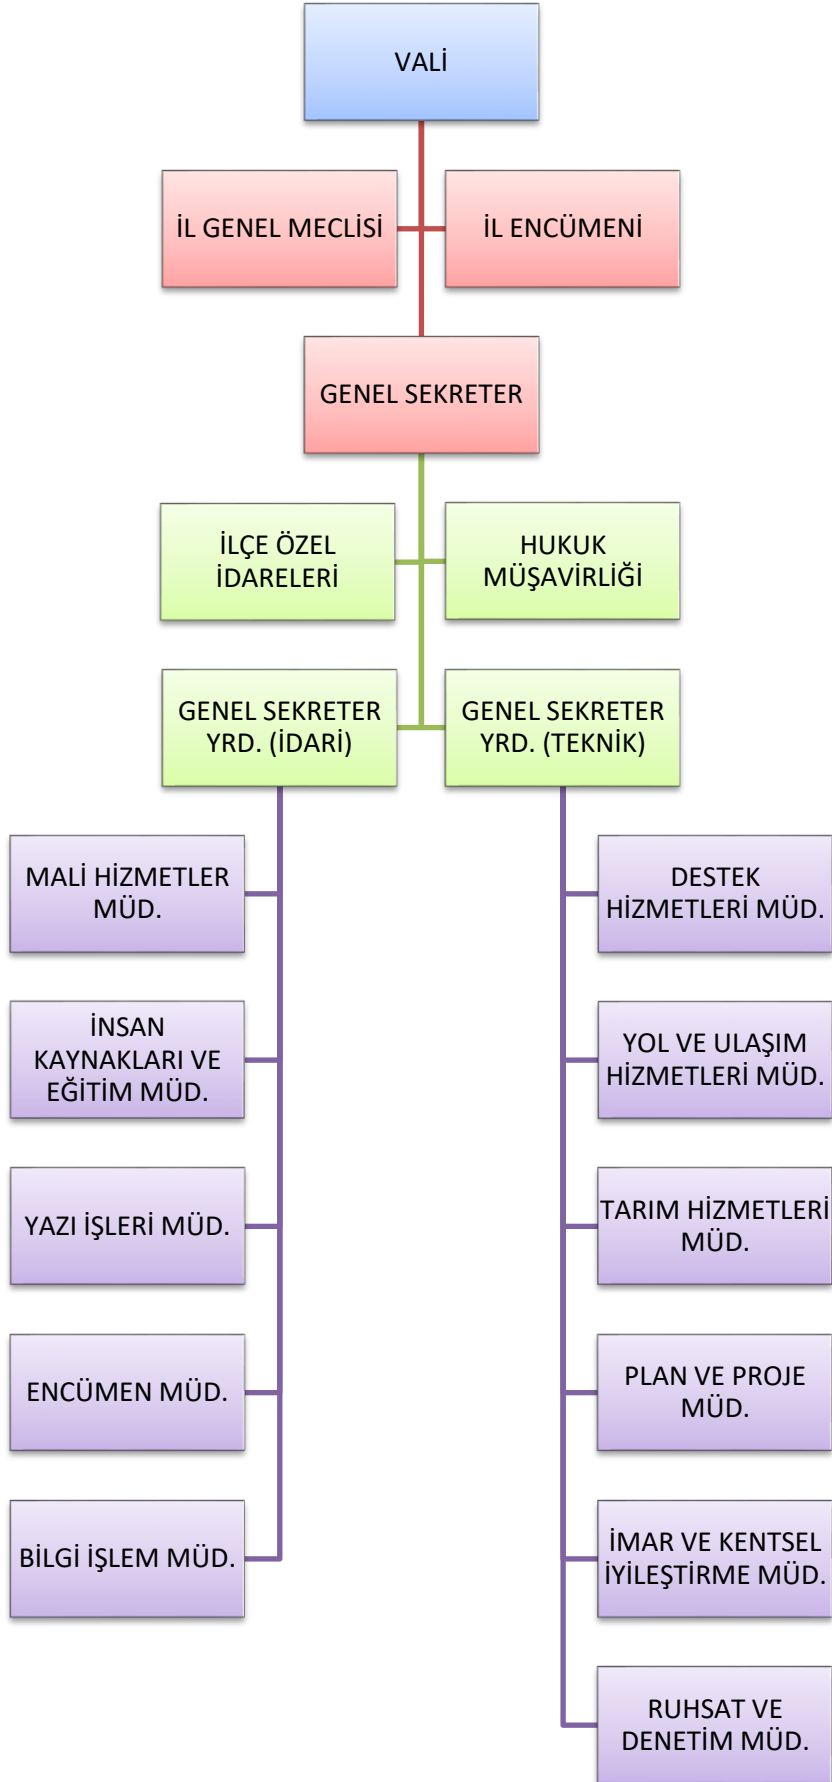 VALİ
İL GENEL MECLİSİ
İL ENCÜMENİ
GENEL SEKRETER
İLÇE ÖZEL
İDARELERİ
HUKUK
MÜŞAVİRLİĞİ
GENEL SEKRETER
YRD. (İDARİ)
GENEL SEKRETER
YRD. (TEKNİK)
MALİ HİZMETLER
MÜD.
DESTEK
HİZMETLERİ MÜD.
İNSAN
KAYNAKLARI VE
EĞİTİM MÜD.
YOL VE ULAŞIM
HİZMETLERİ MÜD.
YAZI İŞLERİ MÜD.
TARIM HİZMETLERİ
MÜD.
ENCÜMEN MÜD.
PLAN VE PROJE
MÜD.
BİLGİ İŞLEM MÜD.
İMAR VE KENTSEL
İYİLEŞTİRME MÜD.
RUHSAT VE
DENETİM MÜD.